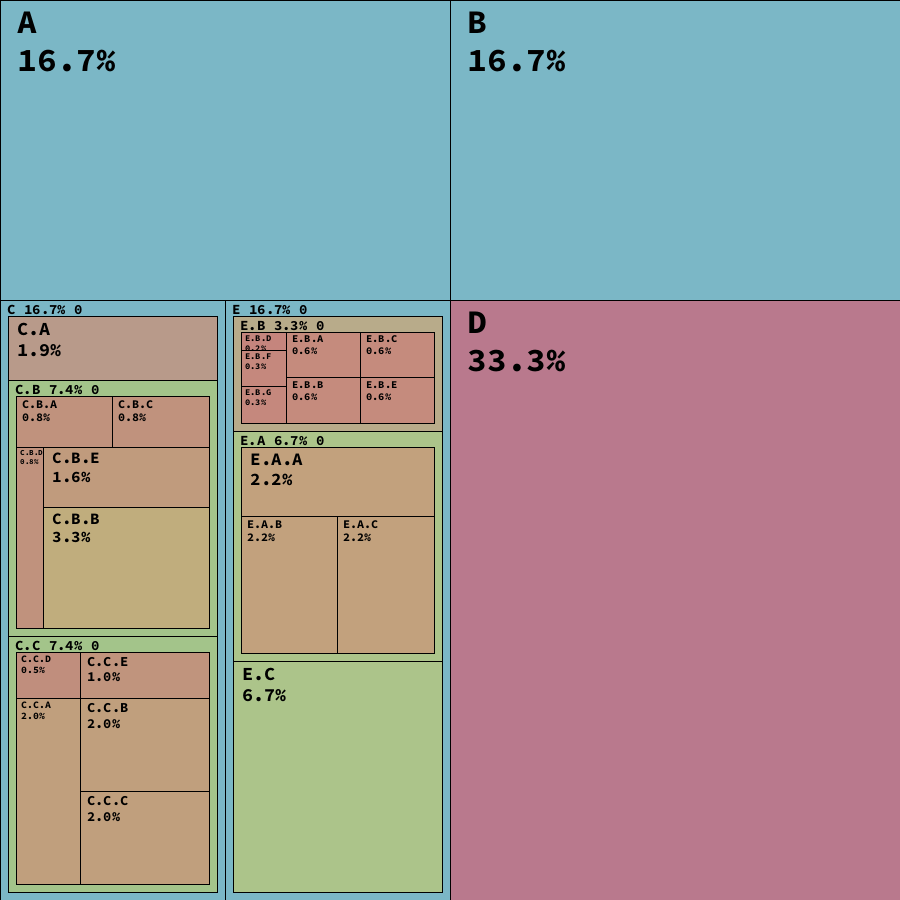 A
16.7%
B
16.7%
C 16.7% 0
C.A
1.9%
C.B 7.4% 0
C.B.A
0.8%
C.B.C
0.8%
C.B.D
0.8%
C.B.E
1.6%
C.B.B
3.3%
C.C 7.4% 0
C.C.D
0.5%
C.C.E
1.0%
C.C.A
2.0%
C.C.B
2.0%
C.C.C
2.0%
E 16.7% 0
E.B 3.3% 0
E.B.D
0.2%
E.B.F
0.3%
E.B.G
0.3%
E.B.A
0.6%
E.B.C
0.6%
E.B.B
0.6%
E.B.E
0.6%
E.A 6.7% 0
E.A.A
2.2%
E.A.B
2.2%
E.A.C
2.2%
E.C
6.7%
D
33.3%